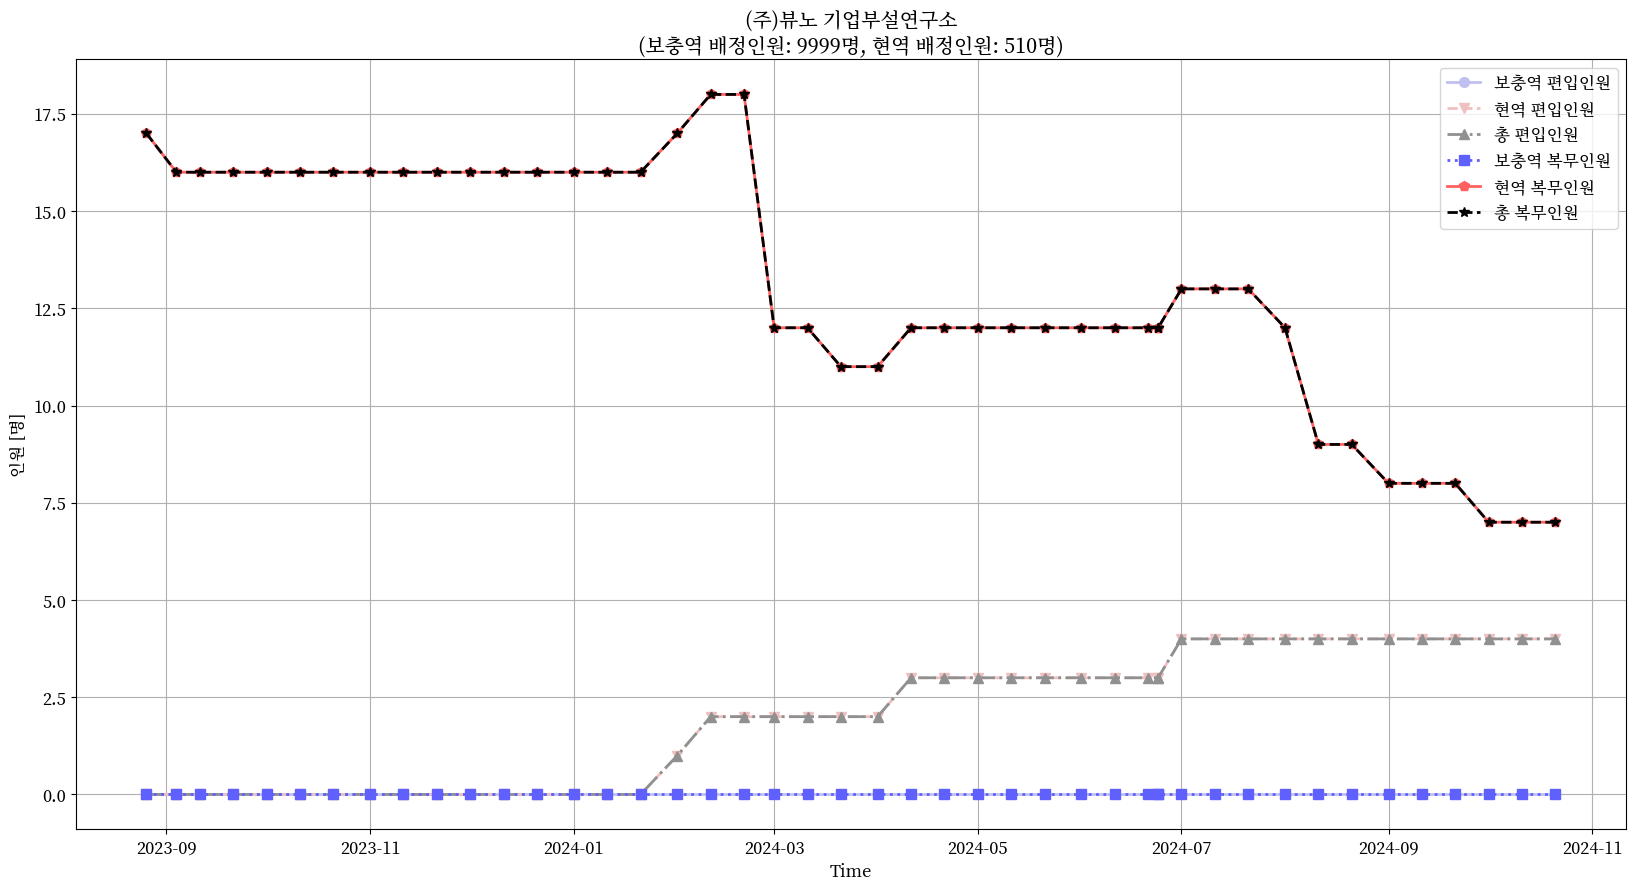 (주)뷰노 기업부설연구소
(보충역 배정인원: 9999명, 현역 배정인원: 510명)
보충역 편입인원
현역 편입인원
총 편입인원
보충역 복무인원
현역 복무인원
총 복무인원
인원 [명]
17.5
15.0
12.5
10.0
7.5
5.0
2.5
0.0
2023-09 2023-11 2024-01 2024-03 2024-05 2024-07 2024-09 2024-11
Time